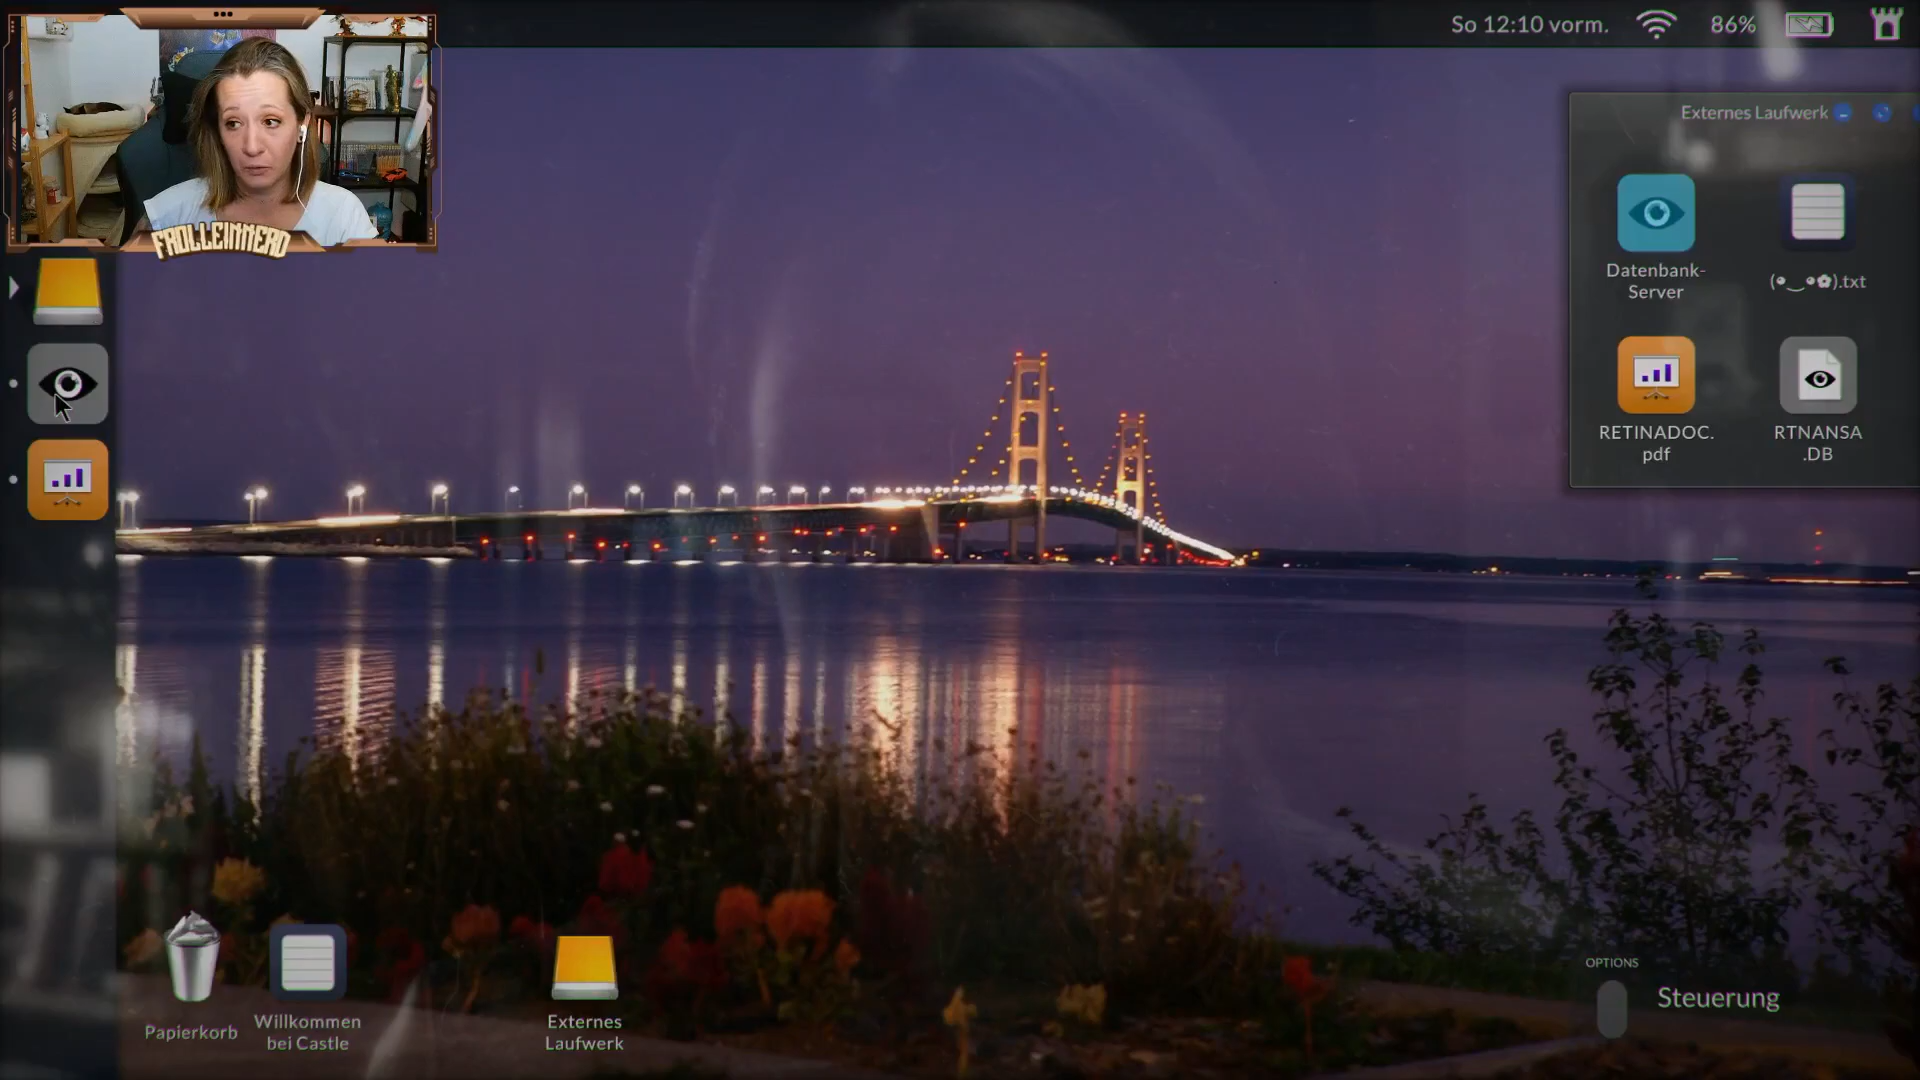 So 12:10 vorm.
86%
FROLLEINNERD
Externes Laufwerk
Datenbank-
Server
(•‿•✿).txt
RETINADOC.
pdf
RTNANSA
.DB
Papierkorb
Willkommen
bei Castle
Externes
Laufwerk
OPTIONS
Steuerung